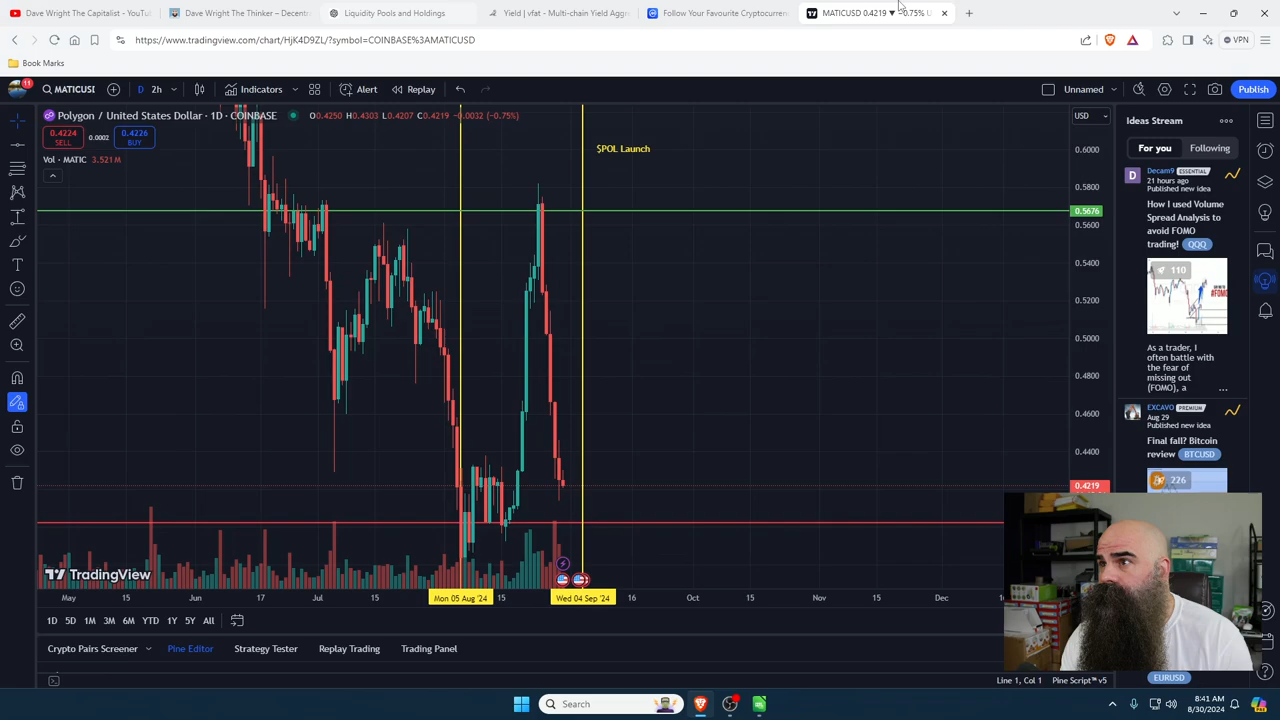 Dave Wright The Capitalist - YouTu
Dave Wright The Thinker – Decentr
Liquidity Pools and Holdings
Yield | vfat - Multi-chain Yield Aggre
Follow Your Favourite Cryptocurren
MATICUSD 0.4219 ▼ −0.75% U
https://www.tradingview.com/chart/HjK4D9ZL/?symbol=COINBASE%3AMATICUSD
VPN
Book Marks
11
MATICUSI
D
2h
Indicators
Alert
Replay
Unnamed
Publish
Polygon / United States Dollar · 1D · COINBASE
O0.4250 H0.4303 L0.4207 C0.4219 −0.0032 (−0.75%)
0.4224
SELL
0.0002
0.4226
BUY
Vol · MATIC 3.521 M
$POL Launch
USD
0.6000
0.5800
0.5676
0.5600
0.5400
0.5200
0.5000
0.4800
0.4600
0.4400
0.4219
TradingView
May
15
Jun
17
Jul
15
Mon 05 Aug '24
15
Wed 04 Sep '24
16
Oct
15
Nov
15
Dec
1D
5D
1M
3M
6M
YTD
1Y
5Y
All
Crypto Pairs Screener
Pine Editor
Strategy Tester
Replay Trading
Trading Panel
Ideas Stream
For you
Following
D
Decam9
ESSENTIAL
21 hours ago
Published new idea
How I used Volume
Spread Analysis to
avoid FOMO
trading!
QQQ
110
#FOMO
As a trader, I
often battle with
the fear of
missing out
(FOMO), a
...
EXCAVO
PREMIUM
Aug 29
Published new idea
Final fall? Bitcoin
review
BTCUSD
226
EURUSD
Line 1, Col 1
Pine Script™ v5
Search
8:41 AM
8/30/2024